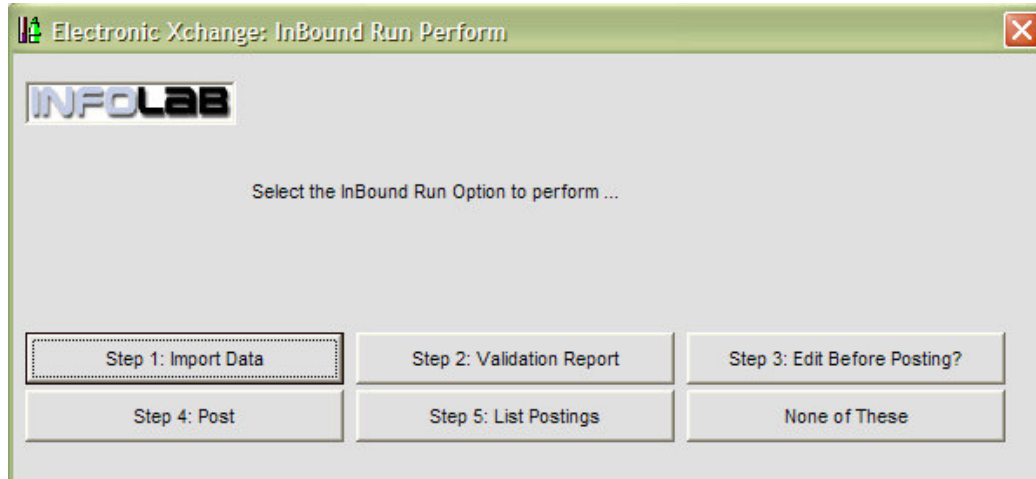 Electronic Xchange: InBound Run Perform
INFOLAB
Select the InBound Run Option to perform ...
Step 1: Import Data
Step 2: Validation Report
Step 3: Edit Before Posting?
Step 4: Post
Step 5: List Postings
None of These